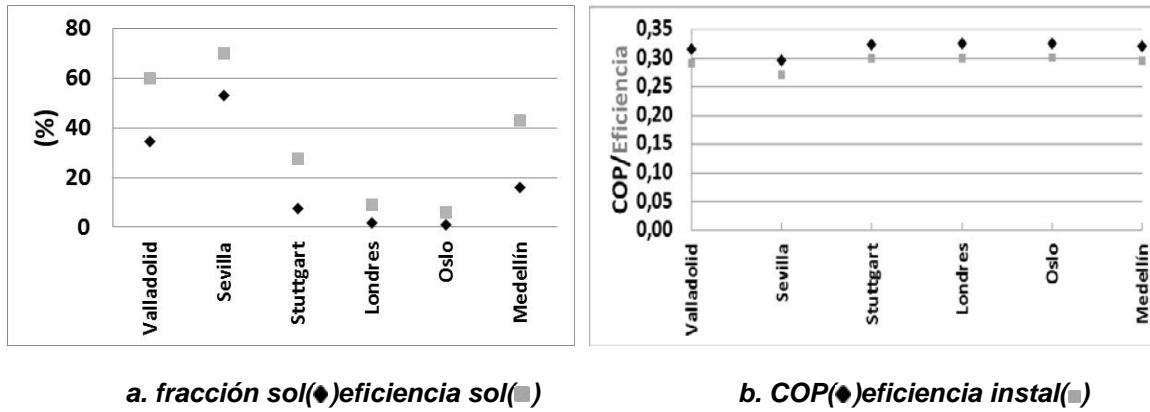 80
60
40
20
0
(%)
Valladolid
Sevilla
Stuttgart
Londres
Oslo
Medellín
0,35
0,30
0,25
0,20
0,15
0,10
0,05
0,00
COP/Eficiencia
Valladolid
Sevilla
Stuttgart
Londres
Oslo
Medellín
a. fracción sol(◆)eficiencia sol(■)
b. COP(◆)eficiencia instal(■)